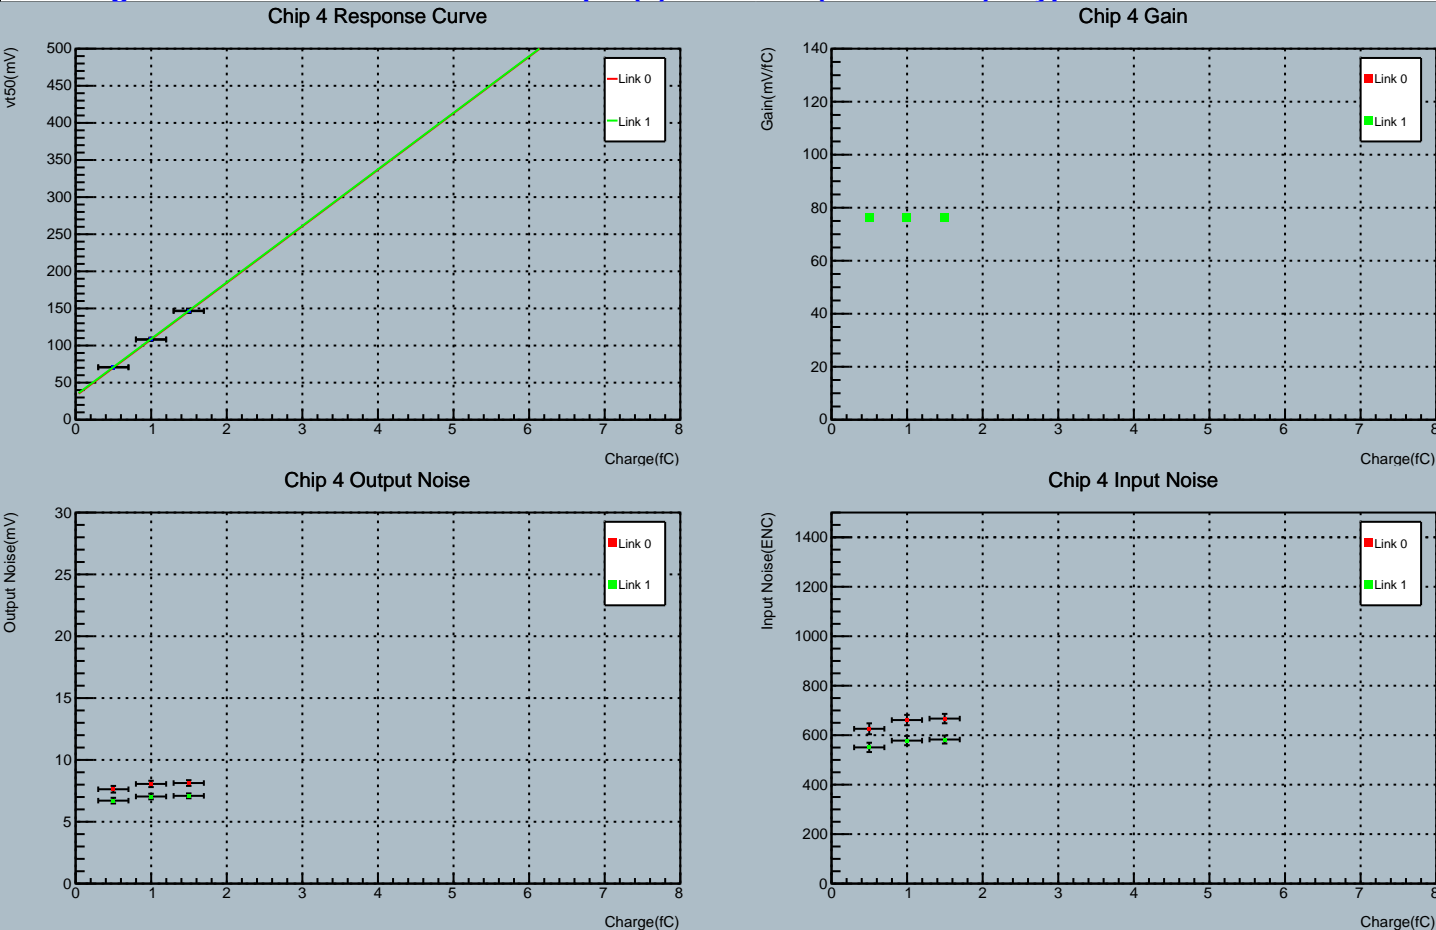 Chip 4 Response Curve
vt50(mV)
500
450
400
350
300
250
200
150
100
50
0
0 1 2 3 4 5 6 7 8
Charge(fC)
Link 0
Link 1
Chip 4 Gain
Gain(mV/fC)
140
120
100
80
60
40
20
0
0 1 2 3 4 5 6 7 8
Charge(fC)
Link 0
Link 1
Chip 4 Output Noise
Output Noise(mV)
30
25
20
15
10
5
0
0 1 2 3 4 5 6 7 8
Charge(fC)
Link 0
Link 1
Chip 4 Input Noise
Input Noise(ENC)
1400
1200
1000
800
600
400
200
0
0 1 2 3 4 5 6 7 8
Charge(fC)
Link 0
Link 1